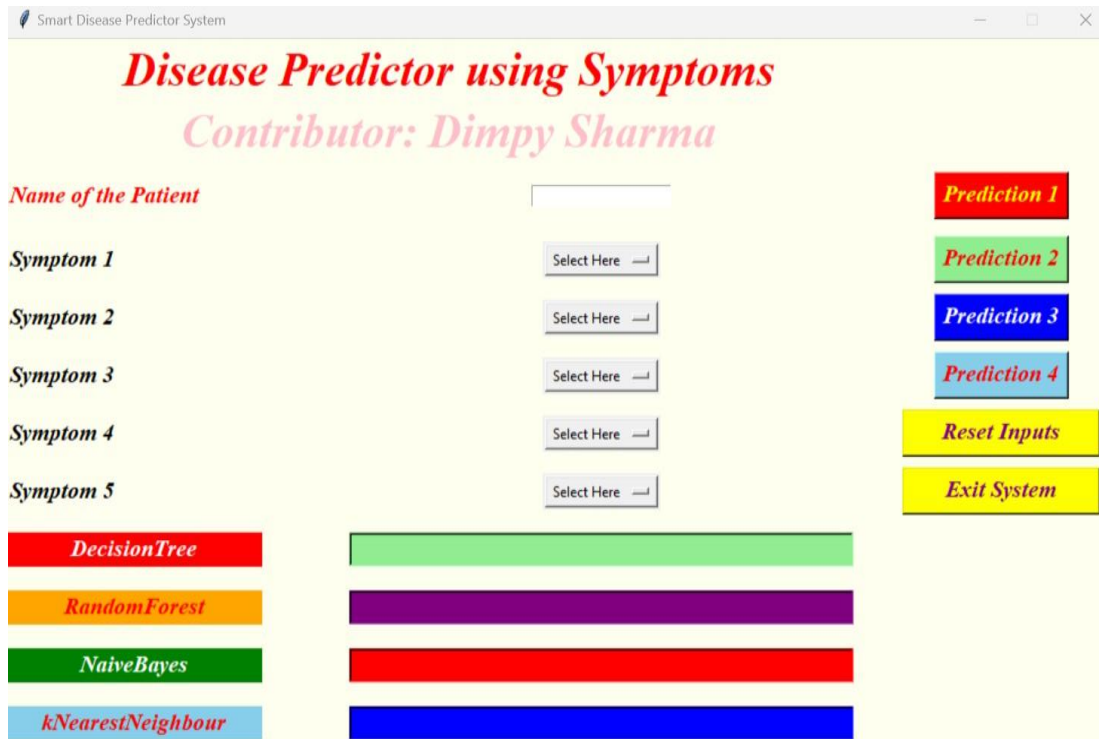 Smart Disease Predictor System
Disease Predictor using Symptoms
Contributor: Dimpy Sharma
Name of the Patient
Prediction 1
Symptom 1
Select Here
Prediction 2
Symptom 2
Select Here
Prediction 3
Symptom 3
Select Here
Prediction 4
Symptom 4
Select Here
Reset Inputs
Symptom 5
Select Here
Exit System
DecisionTree
RandomForest
NaiveBayes
kNearestNeighbour